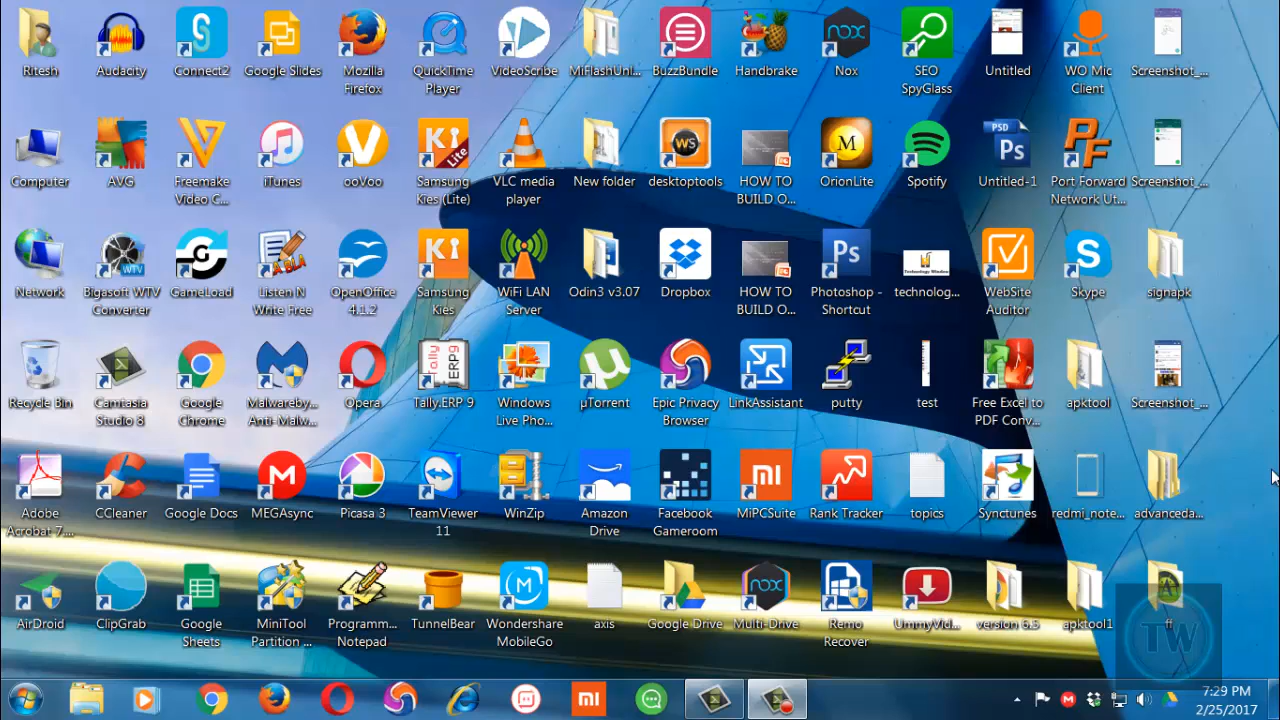 Ritesh
Audacity
Connect2
Google Slides
Mozilla
Firefox
QuickTime
Player
VideoScribe
MiFlashUni...
BuzzBundle
Handbrake
Nox
SEO
SpyGlass
Untitled
WO Mic
Client
Screenshot_...
Computer
AVG
Freemake
Video C...
iTunes
ooVoo
Samsung
Kies (Lite)
VLC media
player
New folder
desktoptools
HOW TO
BUILD O...
OrionLite
Spotify
Untitled-1
Port Forward
Network Ut...
Screenshot_...
Network
Bigasoft WTV
Converter
GameLoad
Listen N
Write Free
OpenOffice
4.1.2
Samsung
Kies
WiFi LAN
Server
Odin3 v3.07
Dropbox
HOW TO
BUILD O...
Photoshop -
Shortcut
technolog...
WebSite
Auditor
Skype
signapk
Recycle Bin
Camtasia
Studio 8
Google
Chrome
Malwareby...
Anti-Malw...
Opera
Tally.ERP 9
Windows
Live Pho...
µTorrent
Epic Privacy
Browser
LinkAssistant
putty
test
Free Excel to
PDF Conv...
apktool
Screenshot_...
Adobe
Acrobat 7....
CCleaner
Google Docs
MEGAsync
Picasa 3
TeamViewer
11
WinZip
Amazon
Drive
Facebook
Gameroom
MiPCSuite
Rank Tracker
topics
Synctunes
redmi_note...
advanceda...
AirDroid
ClipGrab
Google
Sheets
MiniTool
Partition ...
Programm...
Notepad
TunnelBear
Wondershare
MobileGo
axis
Google Drive
Multi-Drive
Remo
Recover
UmmyVid...
version 6.5
apktool1
ff
TW
7:29 PM
2/25/2017